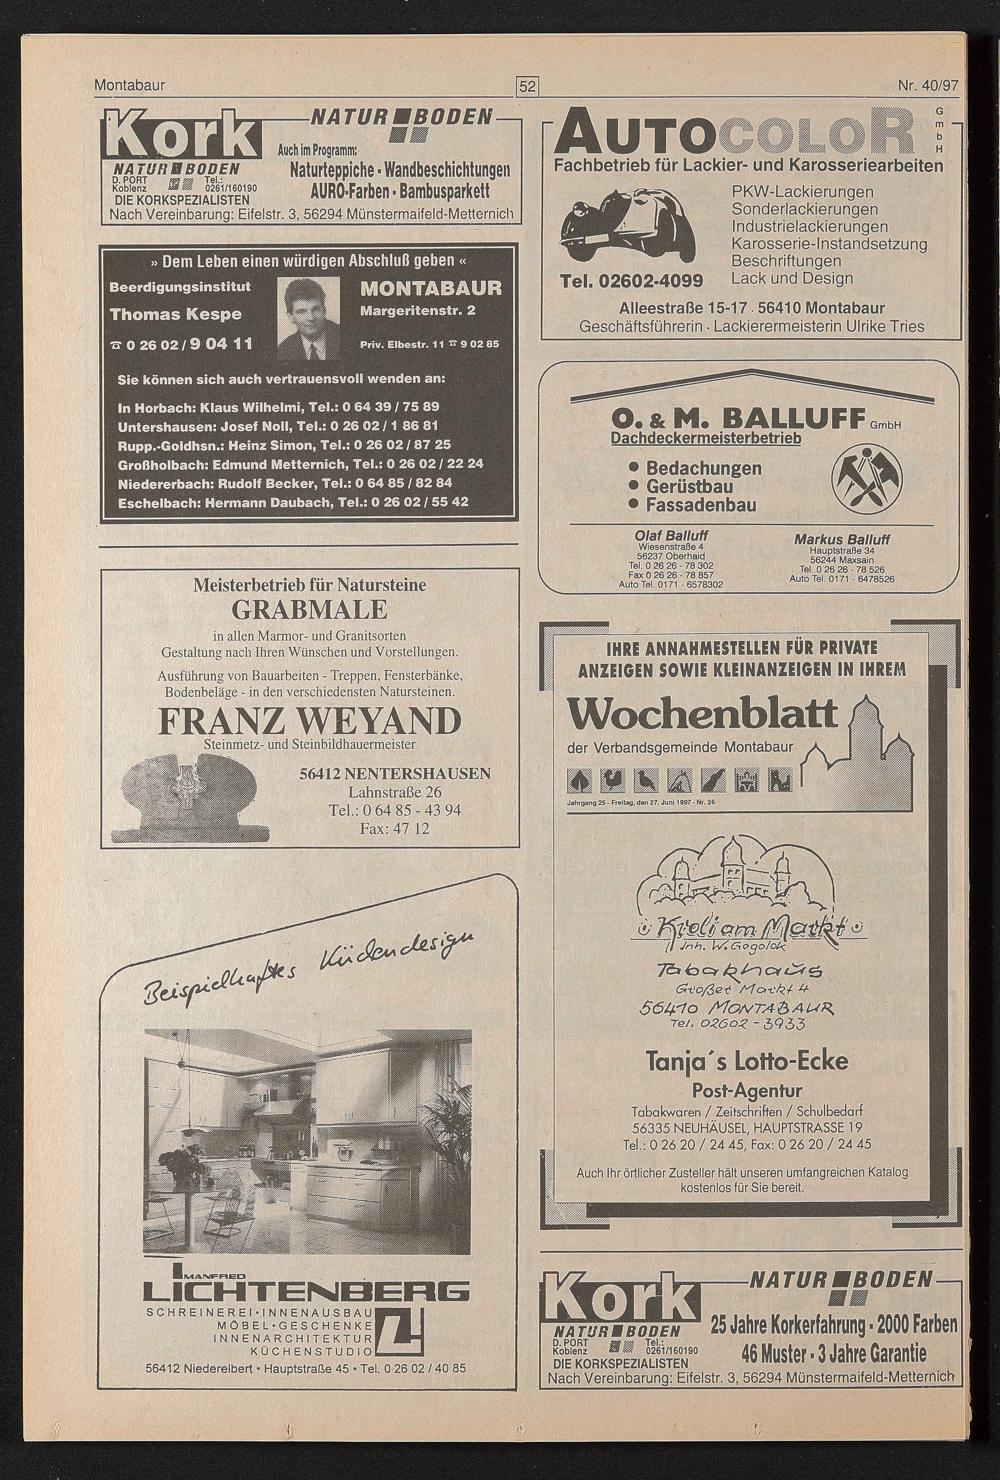 Montabaur
52
Nr. 40/97
Kork
NATUR BODEN
D. PORT
Koblenz
Tel.:
0261/160190
DIE KORKSPEZIALISTEN
NATUR BODEN
Auch im Programm:
Naturteppiche - Wandbeschichtungen
AURO-Farben - Bambusparkett
Nach Vereinbarung: Eifelstr. 3, 56294 Münstermaifeld-Metternich
» Dem Leben einen würdigen Abschluß geben «
Beerdigungsinstitut
Thomas Kespe
☎ 0 26 02 / 9 04 11
MONTABAUR
Margeritenstr. 2
Priv. Elbestr. 11 ☎ 9 02 85
Sie können sich auch vertrauensvoll wenden an:
In Horbach: Klaus Wilhelmi, Tel.: 0 64 39 / 75 89
Untershausen: Josef Noll, Tel.: 0 26 02 / 1 86 81
Rupp.-Goldhsn.: Heinz Simon, Tel.: 0 26 02 / 87 25
Großholbach: Edmund Metternich, Tel.: 0 26 02 / 22 24
Niedererbach: Rudolf Becker, Tel.: 0 64 85 / 82 84
Eschelbach: Hermann Daubach, Tel.: 0 26 02 / 55 42
Meisterbetrieb für Natursteine
GRABMALE
in allen Marmor- und Granitsorten
Gestaltung nach Ihren Wünschen und Vorstellungen.
Ausführung von Bauarbeiten - Treppen, Fensterbänke,
Bodenbeläge - in den verschiedensten Natursteinen.
FRANZ WEYAND
Steinmetz- und Steinbildhauermeister
56412 NENTERSHAUSEN
Lahnstraße 26
Tel.: 0 64 85 - 43 94
Fax: 47 12
Beispielhaftes Küchendesign
MANFRED
LICHTENBERG
SCHREINEREI•INNENAUSBAU
MÖBEL•GESCHENKE
INNENARCHITEKTUR
KÜCHENSTUDIO
56412 Niederelbert • Hauptstraße 45 • Tel. 0 26 02 / 40 85
AUTOCOLOR
GmbH
Fachbetrieb für Lackier- und Karosseriearbeiten
PKW-Lackierungen
Sonderlackierungen
Industrielackierungen
Karosserie-Instandsetzung
Beschriftungen
Lack und Design
Tel. 02602-4099
Alleestraße 15-17 · 56410 Montabaur
Geschäftsführerin · Lackierermeisterin Ulrike Tries
O. & M. BALLUFF GmbH
Dachdeckermeisterbetrieb
• Bedachungen
• Gerüstbau
• Fassadenbau
Olaf Balluff
Wiesenstraße 4
56237 Oberhaid
Tel. 0 26 26 - 78 302
Fax 0 26 26 - 78 857
Auto Tel. 0171 - 6578302
Markus Balluff
Hauptstraße 34
56244 Maxsain
Tel. 0 26 26 - 78 526
Auto Tel. 0171 - 6478526
IHRE ANNAHMESTELLEN FÜR PRIVATE
ANZEIGEN SOWIE KLEINANZEIGEN IN IHREM
Wochenblatt
der Verbandsgemeinde Montabaur
Jahrgang 25 - Freitag, den 27. Juni 1997 - Nr. 26
Kroli am Markt
Inh. W. Gogolok
Tabakhaus
Großer Markt 4
56410 MONTABAUR
Tel. 02602 - 3933
Tanja´s Lotto-Ecke
Post-Agentur
Tabakwaren / Zeitschriften / Schulbedarf
56335 NEUHÄUSEL, HAUPTSTRASSE 19
Tel.: 0 26 20 / 24 45, Fax: 0 26 20 / 24 45
Auch Ihr örtlicher Zusteller hält unseren umfangreichen Katalog
kostenlos für Sie bereit.
Kork
NATUR BODEN
D. PORT
Koblenz
Tel.:
0261/160190
DIE KORKSPEZIALISTEN
NATUR BODEN
25 Jahre Korkerfahrung - 2000 Farben
46 Muster - 3 Jahre Garantie
Nach Vereinbarung: Eifelstr. 3, 56294 Münstermaifeld-Metternich